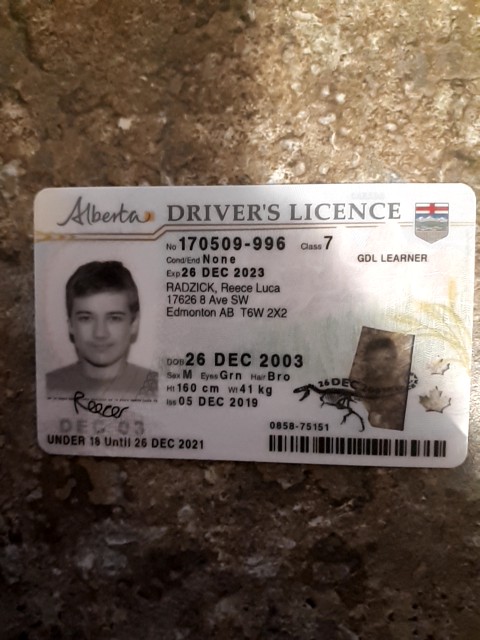 Alberta DRIVER'S LICENCE
No 170509-996 Class 7
Cond/End None
GDL LEARNER
Exp 26 DEC 2023
RADZICK, Reece Luca
17626 8 Ave SW
Edmonton AB T6W 2X2
DOB 26 DEC 2003
Sex M Eyes Grn Hair Bro
Ht 160 cm Wt 41 kg
Iss 05 DEC 2019
26 DEC
Reecer
DEC 03
UNDER 18 Until 26 DEC 2021
0858-75151